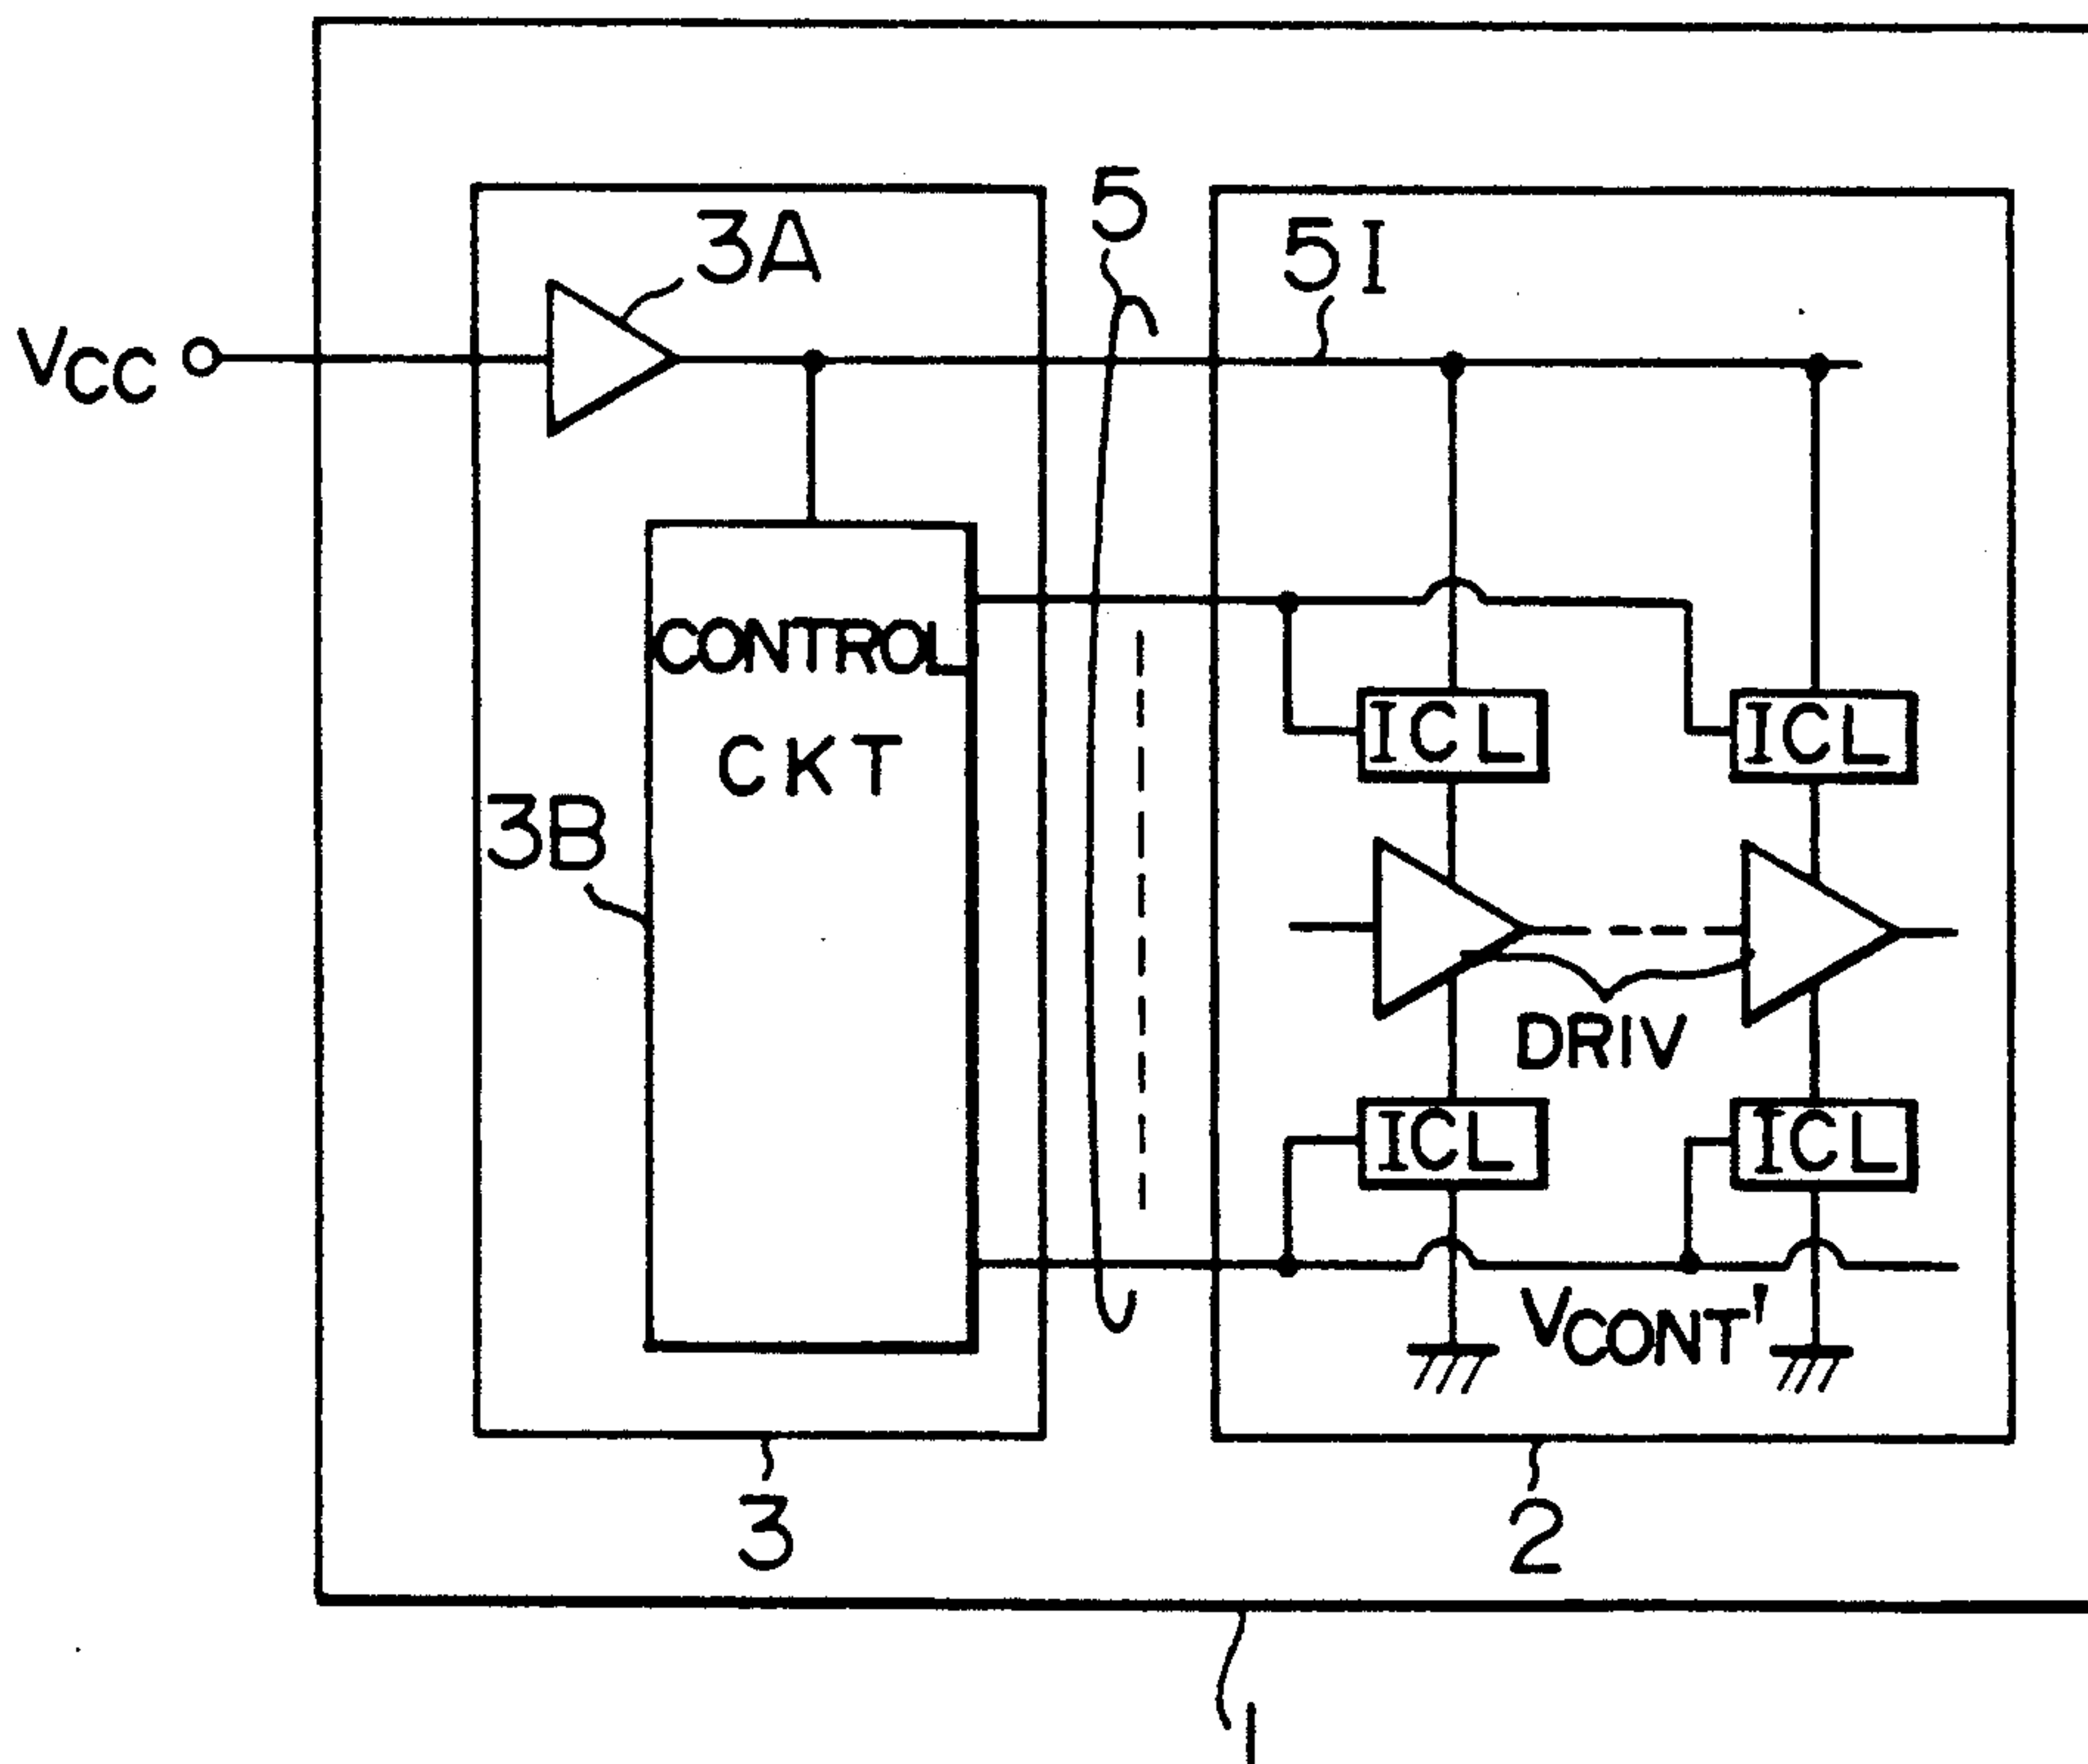 5
3A
5I
VCC
CONTROL
CKT
ICL
ICL
3B
DRIV
ICL
ICL
VCONT'
3
2
1